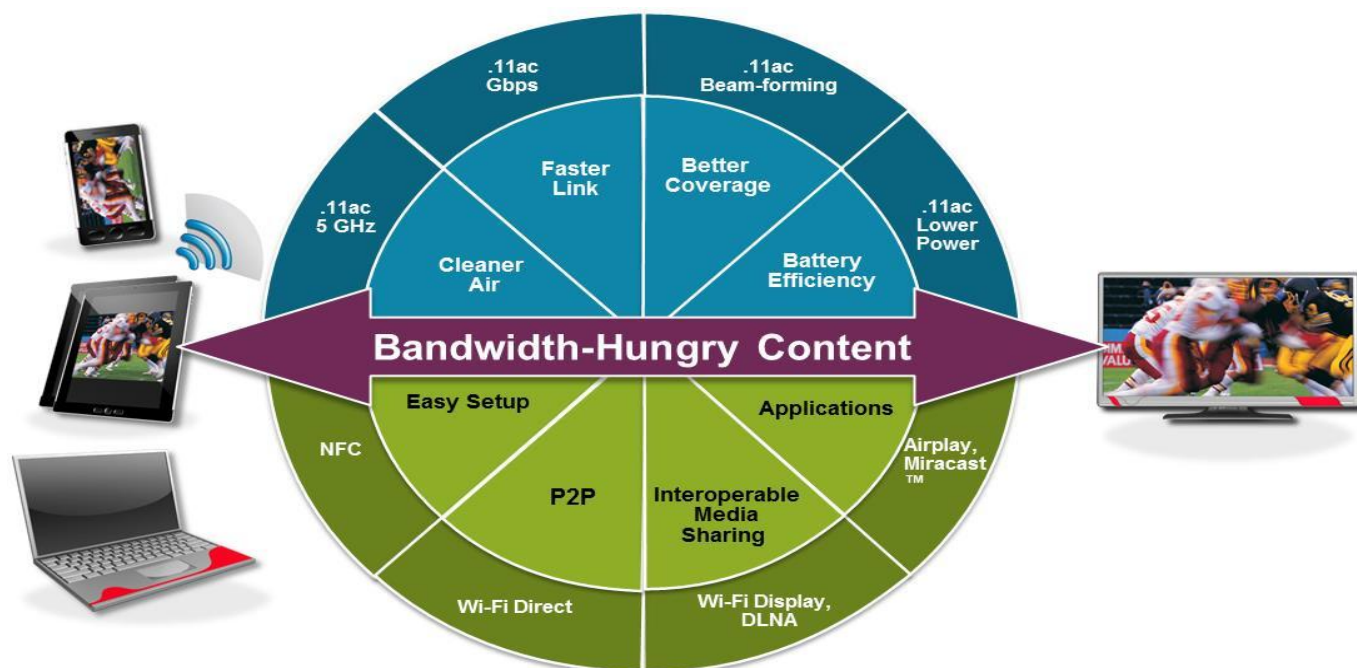 .11ac
Gbps
.11ac
Beam-forming
Faster
Link
Better
Coverage
.11ac
5 GHz
.11ac
Lower
Power
Cleaner
Air
Battery
Efficiency
Bandwidth-Hungry Content
Easy Setup
Applications
NFC
Airplay,
Miracast
™
P2P
Interoperable
Media
Sharing
Wi-Fi Direct
Wi-Fi Display,
DLNA